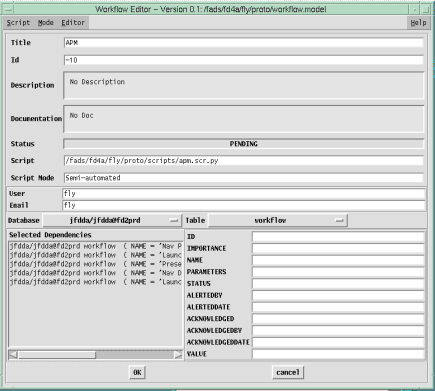 Workflow Editor – Version 0.1: /fads/fd4a/fly/proto/workflow.model
Script Mode Editor Help
Title APM
Id -10
Description No Description
Documentation No Doc
Status PENDING
Script /fads/fd4a/fly/proto/scripts/apm.scr.py
Script Mode Semi-automated
User fly
Email fly
Database jfdda/jfdda@fd2prd Table workflow
Selected Dependencies
jfdda/jfdda@fd2prd workflow ( NAME = 'Nav P
jfdda/jfdda@fd2prd workflow ( NAME = 'Launc
jfdda/jfdda@fd2prd workflow ( NAME = 'Prese
jfdda/jfdda@fd2prd workflow ( NAME = 'Nav D
jfdda/jfdda@fd2prd workflow ( NAME = 'Launc
ID
IMPORTANCE
NAME
PARAMETERS
STATUS
ALERTEDBY
ALERTEDDATE
ACKNOWLEDGED
ACKNOWLEDGEDBY
ACKNOWLEDGEDDATE
VALUE
OK cancel